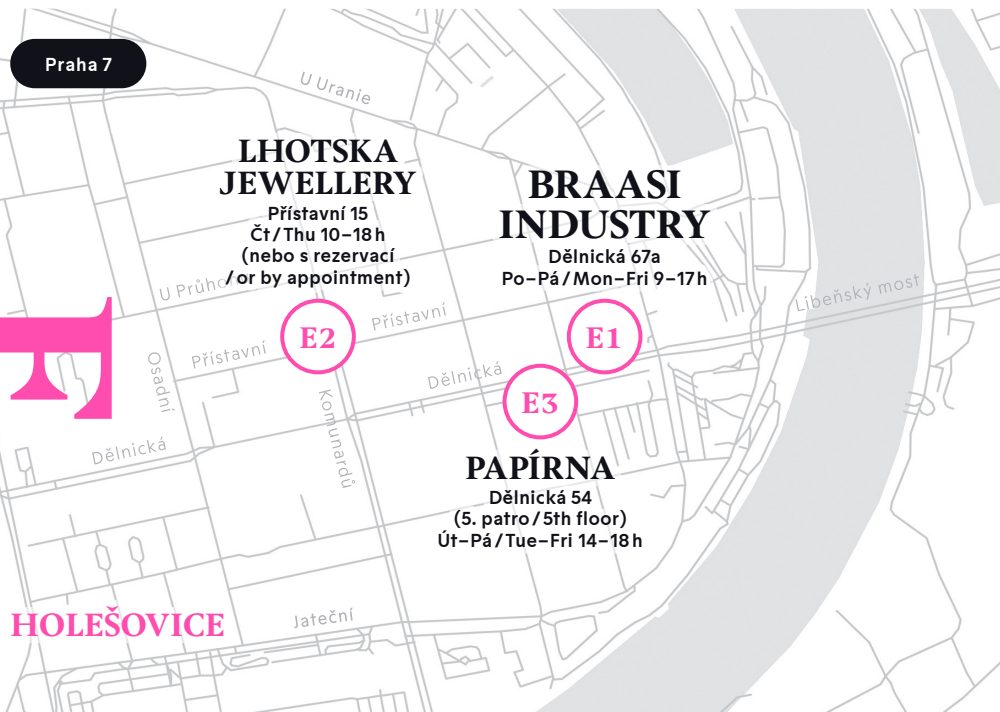 Praha 7
U Uranie
LHOTSKA
JEWELLERY
Přístavní 15
Čt / Thu 10–18 h
(nebo s rezervací
/ or by appointment)
BRAASI
INDUSTRY
Dělnická 67a
Po–Pá / Mon–Fri 9–17 h
U Průho
Libeňský most
E2
Přístavní
E1
Přístavní
Osadní
Dělnická
E3
Komunardů
E
Dělnická
PAPÍRNA
Dělnická 54
(5. patro / 5th floor)
Út–Pá / Tue–Fri 14–18 h
HOLEŠOVICE
Jateční